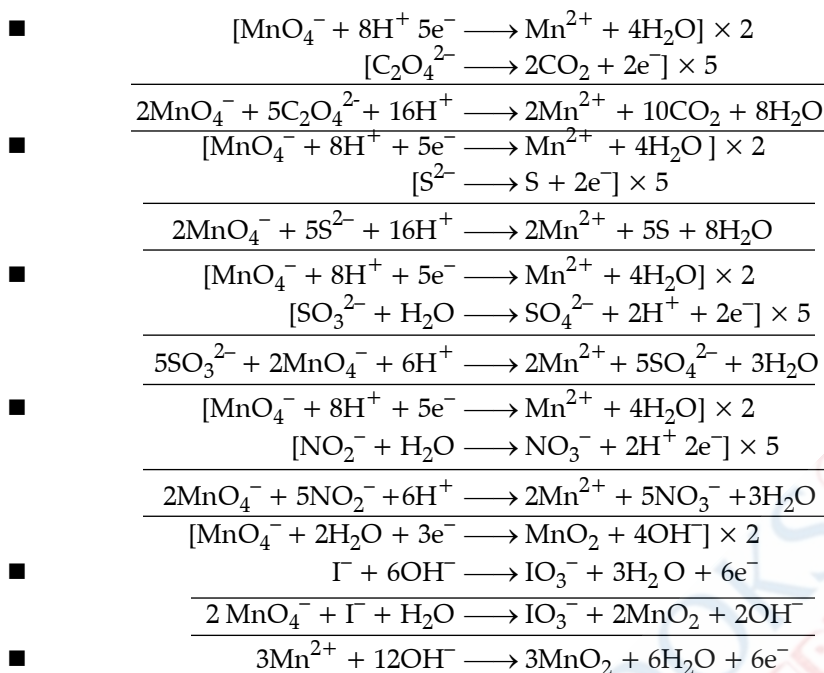 ■ [MnO₄⁻ + 8H⁺ 5e⁻ ⟶ Mn²⁺ + 4H₂O] × 2
[C₂O₄²⁻ ⟶ 2CO₂ + 2e⁻] × 5
2MnO₄⁻ + 5C₂O₄²⁻ + 16H⁺ ⟶ 2Mn²⁺ + 10CO₂ + 8H₂O
■ [MnO₄⁻ + 8H⁺ + 5e⁻ ⟶ Mn²⁺ + 4H₂O] × 2
[S²⁻ ⟶ S + 2e⁻] × 5
2MnO₄⁻ + 5S²⁻ + 16H⁺ ⟶ 2Mn²⁺ + 5S + 8H₂O
■ [MnO₄⁻ + 8H⁺ + 5e⁻ ⟶ Mn²⁺ + 4H₂O] × 2
[SO₃²⁻ + H₂O ⟶ SO₄²⁻ + 2H⁺ + 2e⁻] × 5
5SO₃²⁻ + 2MnO₄⁻ + 6H⁺ ⟶ 2Mn²⁺ + 5SO₄²⁻ + 3H₂O
■ [MnO₄⁻ + 8H⁺ + 5e⁻ ⟶ Mn²⁺ + 4H₂O] × 2
[NO₂⁻ + H₂O ⟶ NO₃⁻ + 2H⁺ 2e⁻] × 5
2MnO₄⁻ + 5NO₂⁻ +6H⁺ ⟶ 2Mn²⁺ + 5NO₃⁻ +3H₂O
[MnO₄⁻ + 2H₂O + 3e⁻ ⟶ MnO₂ + 4OH⁻] × 2
■ I⁻ + 6OH⁻ ⟶ IO₃⁻ + 3H₂O + 6e⁻
2 MnO₄⁻ + I⁻ + H₂O ⟶ IO₃⁻ + 2MnO₂ + 2OH⁻
■ 3Mn²⁺ + 12OH⁻ ⟶ 3MnO₂ + 6H₂O + 6e⁻